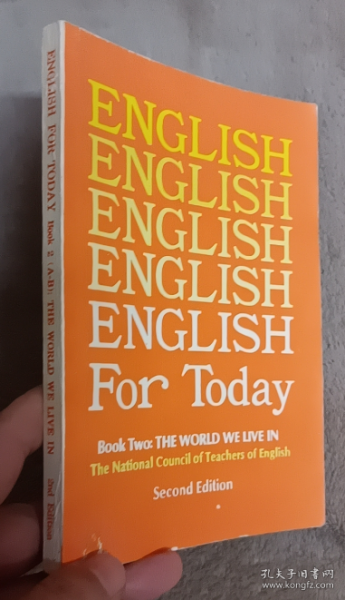 ENGLISH
ENGLISH
ENGLISH
ENGLISH
ENGLISH
For Today
Book Two: THE WORLD WE LIVE IN
The National Council of Teachers of English
Second Edition
ENGLISH FOR TODAY Book 2 (A-B): THE WORLD WE LIVE IN 2nd Edition
孔夫子旧书网